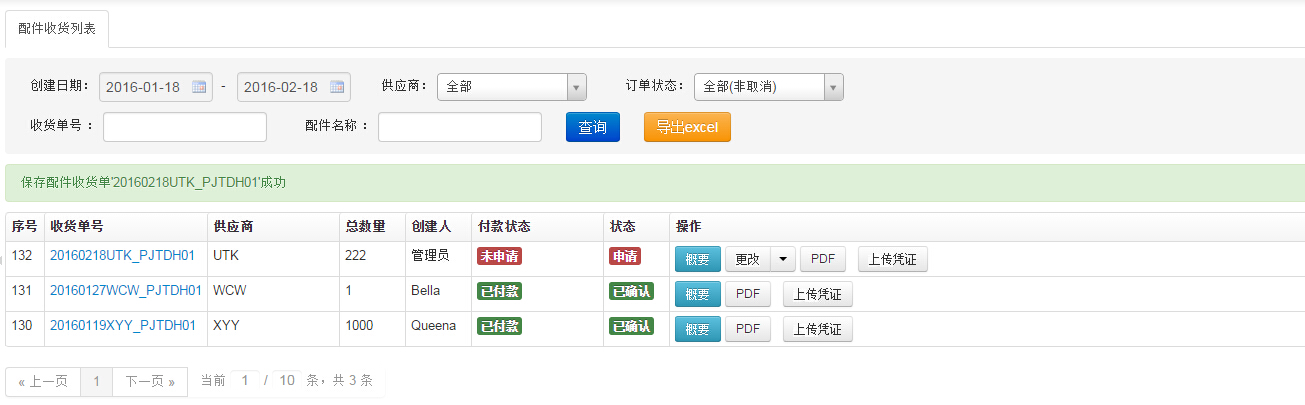 配件收货列表
创建日期: 2016-01-18 - 2016-02-18 供应商: 全部 订单状态: 全部(非取消)
收货单号 : 配件名称 : 查询 导出excel
保存配件收货单'20160218UTK_PJTDH01'成功
序号 收货单号 供应商 总数量 创建人 付款状态 状态 操作
132 20160218UTK_PJTDH01 UTK 222 管理员 未申请 申请 概要 更改 PDF 上传凭证
131 20160127WCW_PJTDH01 WCW 1 Bella 已付款 已确认 概要 PDF 上传凭证
130 20160119XYY_PJTDH01 XYY 1000 Queena 已付款 已确认 概要 PDF 上传凭证
« 上一页 1 下一页 » 当前 1 / 10 条，共 3 条